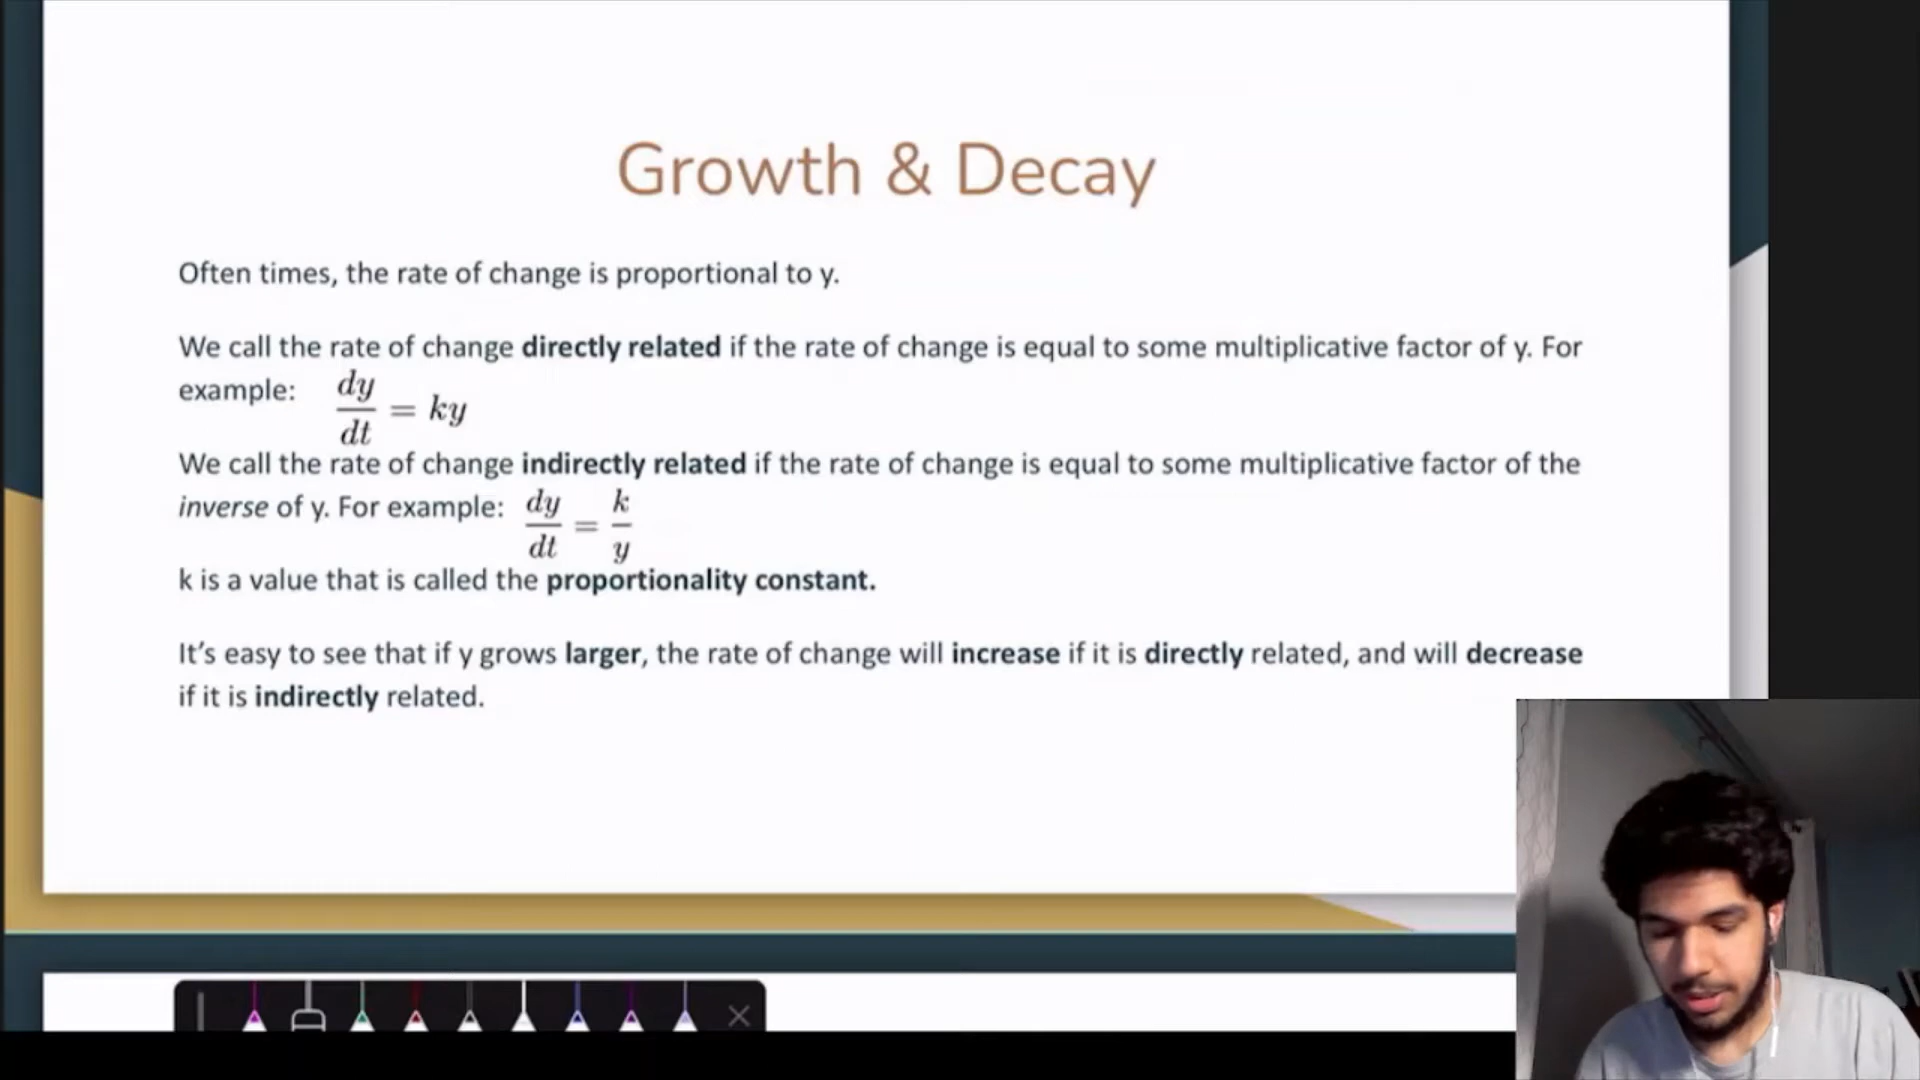 Growth & Decay
Often times, the rate of change is proportional to y.
We call the rate of change directly related if the rate of change is equal to some multiplicative factor of y. For
example: dy/dt = ky
We call the rate of change indirectly related if the rate of change is equal to some multiplicative factor of the
inverse of y. For example: dy/dt = k/y
k is a value that is called the proportionality constant.
It’s easy to see that if y grows larger, the rate of change will increase if it is directly related, and will decrease
if it is indirectly related.